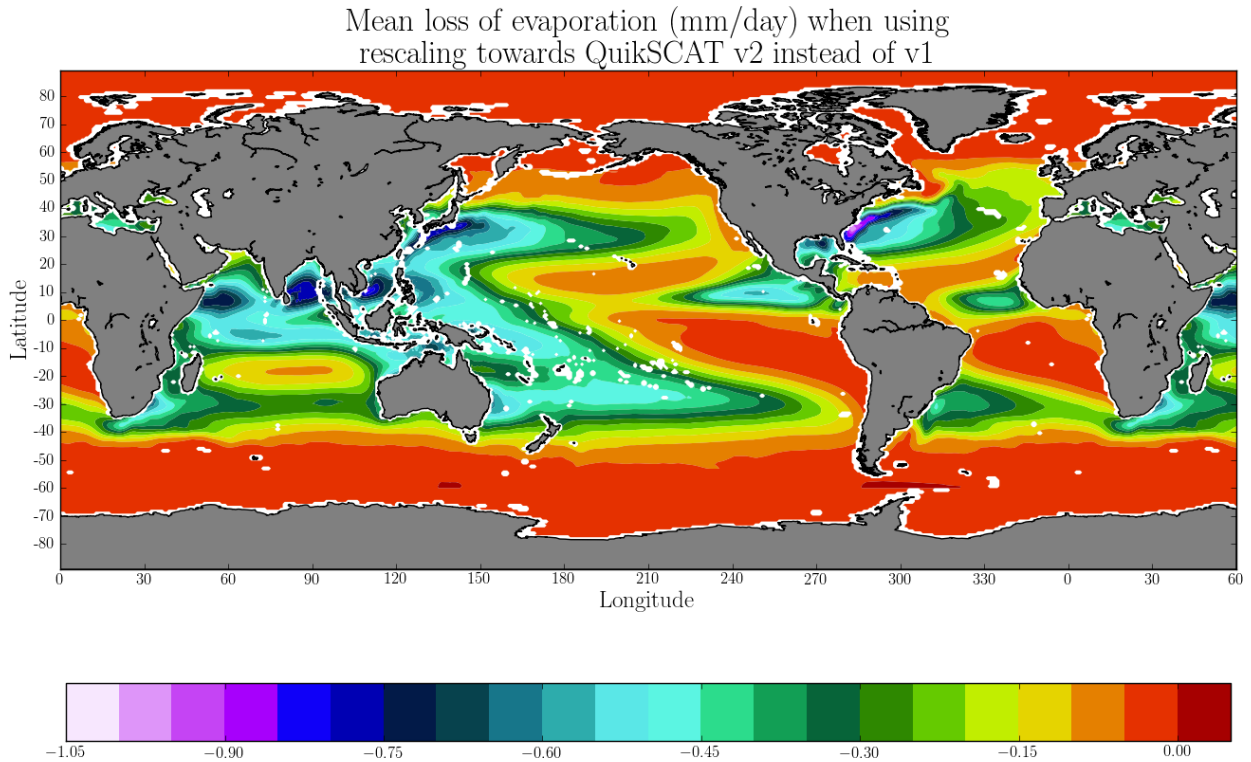 Mean loss of evaporation (mm/day) when using
rescaling towards QuikSCAT v2 instead of v1
80
70
60
50
40
30
20
10
0
-10
-20
-30
-40
-50
-60
-70
-80
Latitude
0 30 60 90 120 150 180 210 240 270 300 330 0 30 60
Longitude
−1.05 −0.90 −0.75 −0.60 −0.45 −0.30 −0.15 0.00